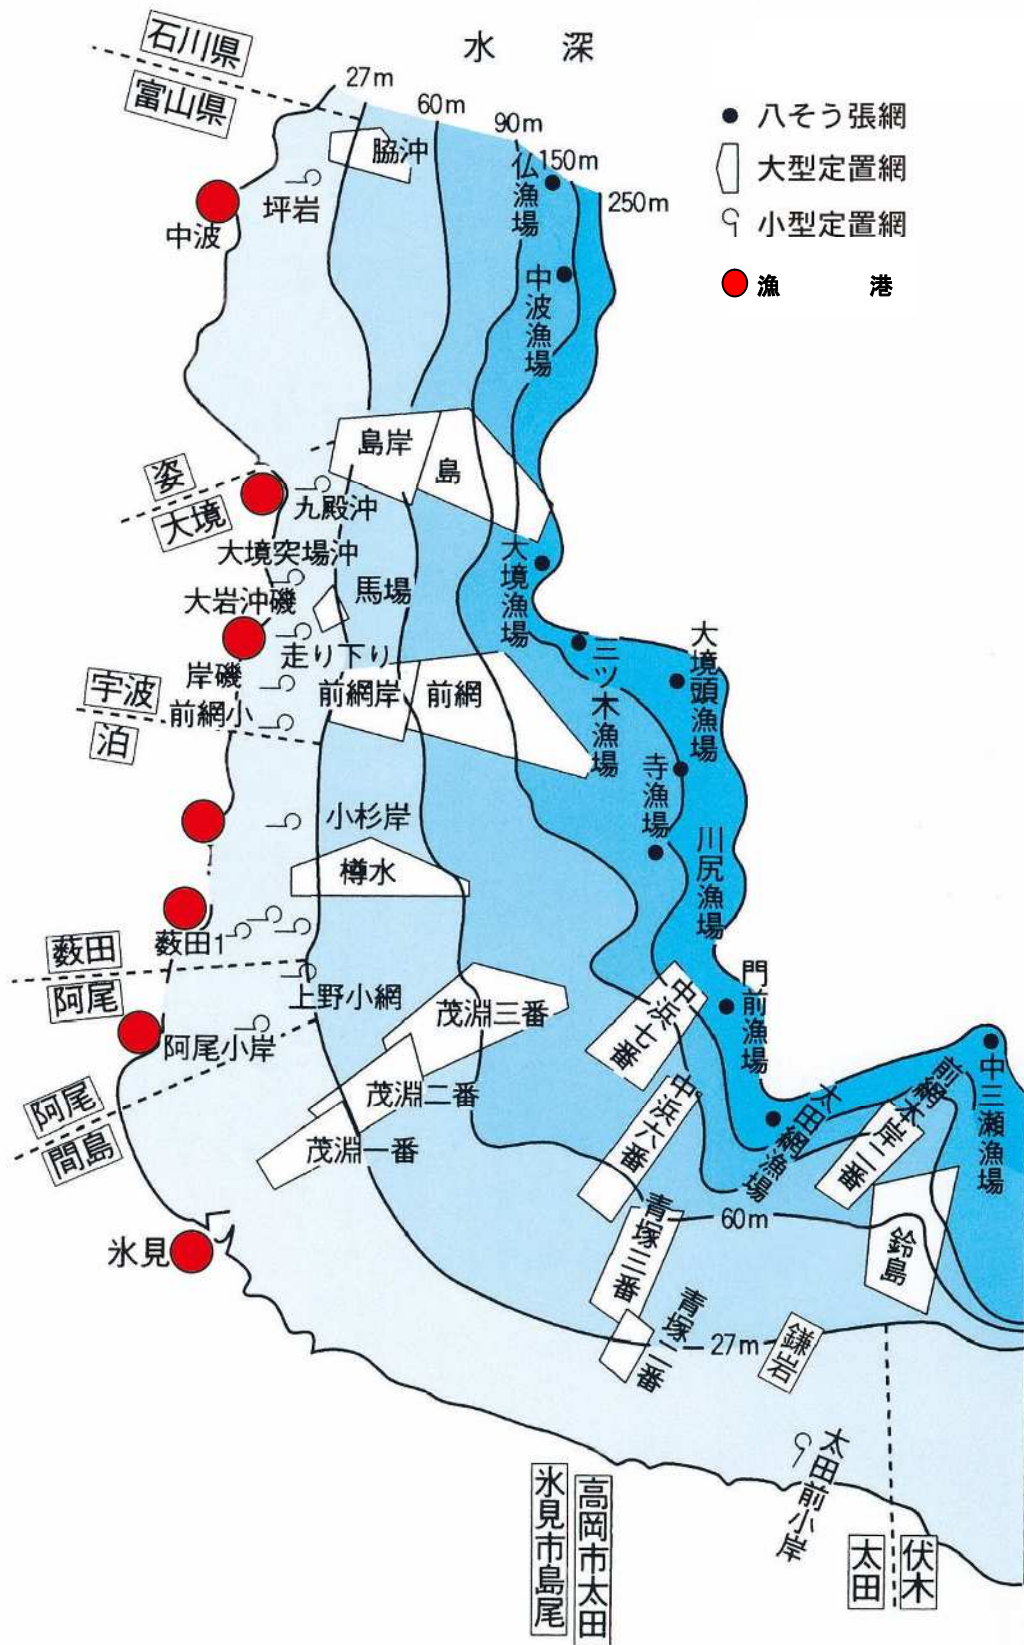 水 深
石川県
富山県
27m
60m
90m
150m
250m
八そう張網
大型定置網
小型定置網
漁 港
脇沖
坪岩
中波
仏漁場
中波漁場
島岸
島
姿
大境
九殿沖
大境突場沖
大境漁場
大岩沖磯
馬場
走り下り
三ツ木漁場
大境頭漁場
岸磯
宇波
泊
前網小
前網岸
前網
寺漁場
小杉岸
川尻漁場
樽水
薮田1
薮田
阿尾
上野小網
茂淵三番
中浜七番
門前漁場
阿尾小岸
茂淵二番
中浜六番
太田網漁場
前網木岸二番
中三瀬漁場
阿尾
間島
茂淵一番
青塚三番
60m
鈴島
氷見
青塚二番
27m
鎌岩
太田前小岸
氷見市島尾
高岡市太田
太田
伏木